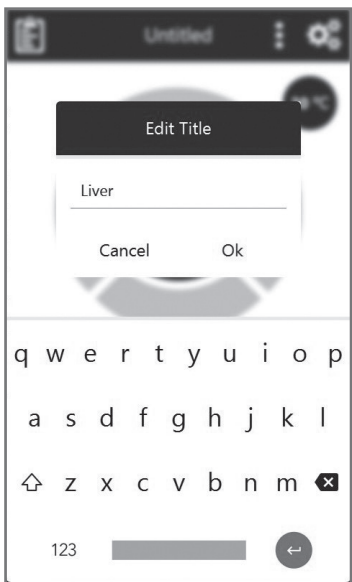 Untitled
Edit Title
Liver
Cancel Ok
q w e r t y u i o p
a s d f g h j k l
z x c v b n m
123